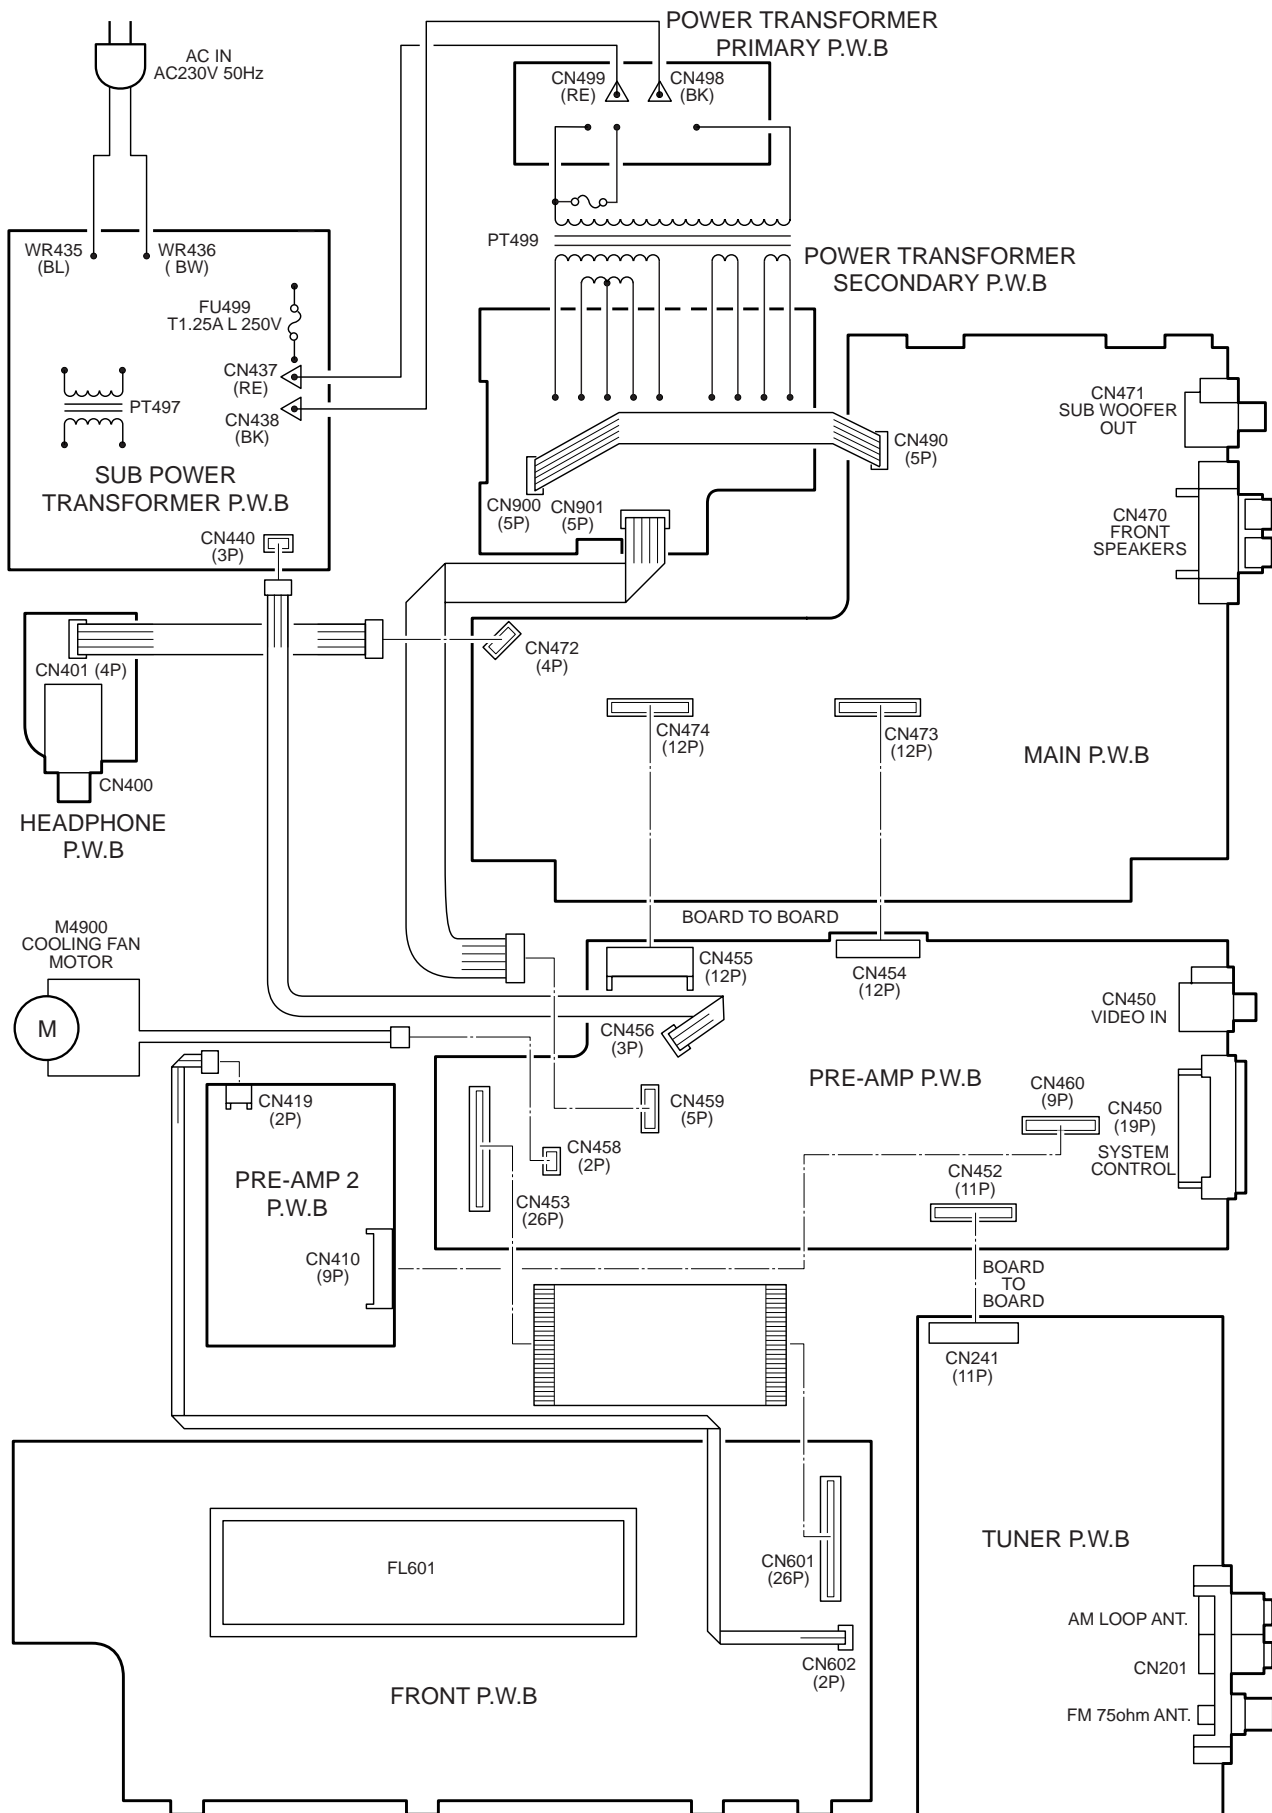 POWER TRANSFORMER
PRIMARY P.W.B
AC IN
AC230V 50Hz
CN499
(RE)
CN498
(BK)
PT499
POWER TRANSFORMER
SECONDARY P.W.B
WR435
(BL)
WR436
( BW)
FU499
T1.25A L 250V
CN437
(RE)
PT497
CN438
(BK)
SUB POWER
TRANSFORMER P.W.B
CN440
(3P)
CN471
SUB WOOFER
OUT
CN490
(5P)
CN900
(5P)
CN901
(5P)
CN470
FRONT
SPEAKERS
CN401 (4P)
CN472
(4P)
CN474
(12P)
CN473
(12P)
MAIN P.W.B
CN400
HEADPHONE
P.W.B
BOARD TO BOARD
M4900
COOLING FAN
MOTOR
M
CN455
(12P)
CN454
(12P)
CN450
VIDEO IN
CN456
(3P)
PRE-AMP P.W.B
CN419
(2P)
CN459
(5P)
CN460
(9P)
CN450
(19P)
SYSTEM
CONTROL
CN458
(2P)
CN452
(11P)
PRE-AMP 2
P.W.B
CN453
(26P)
CN410
(9P)
BOARD
TO
BOARD
CN241
(11P)
TUNER P.W.B
FL601
CN601
(26P)
AM LOOP ANT.
CN201
FM 75ohm ANT.
CN602
(2P)
FRONT P.W.B